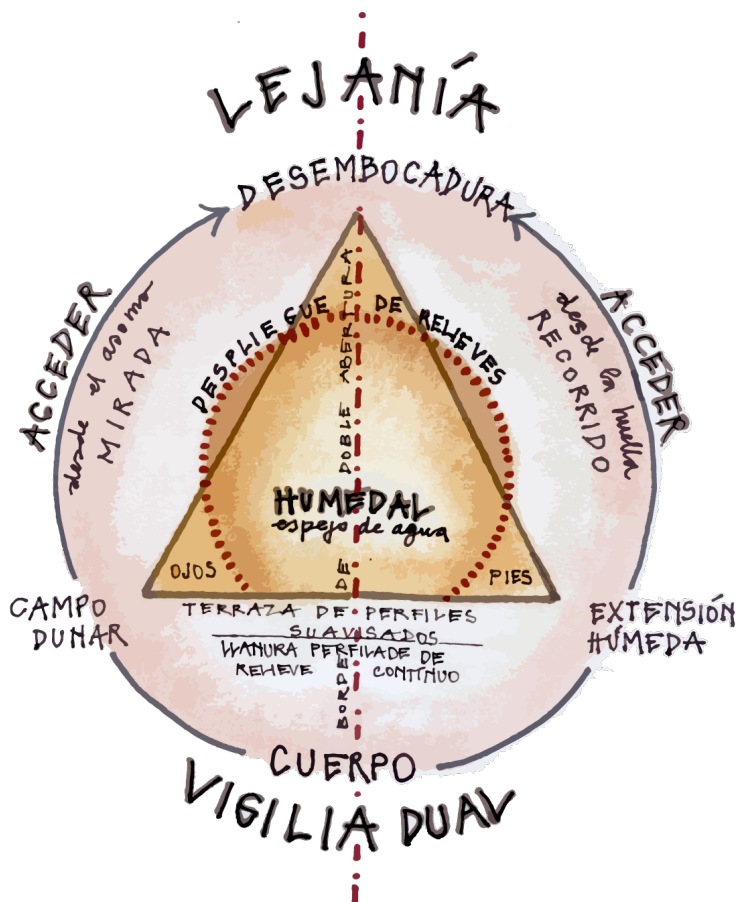 LEJANÍA
DESEMBOCADURA
ACCEDER
desde el asomo
MIRADA
ACCEDER
desde la huella
RECORRIDO
DESPLIEGUE DE RELIEVES
BORDE DE DOBLE ABERTURA
HUMEDAL
espejo de agua
OJOS
PIES
CAMPO
DUNAR
EXTENSIÓN
HÚMEDA
TERRAZA DE PERFILES
SUAVISADOS
LLANURA PERFILADE DE
RELIEVE CONTÍNUO
CUERPO
VIGILIA DUAL